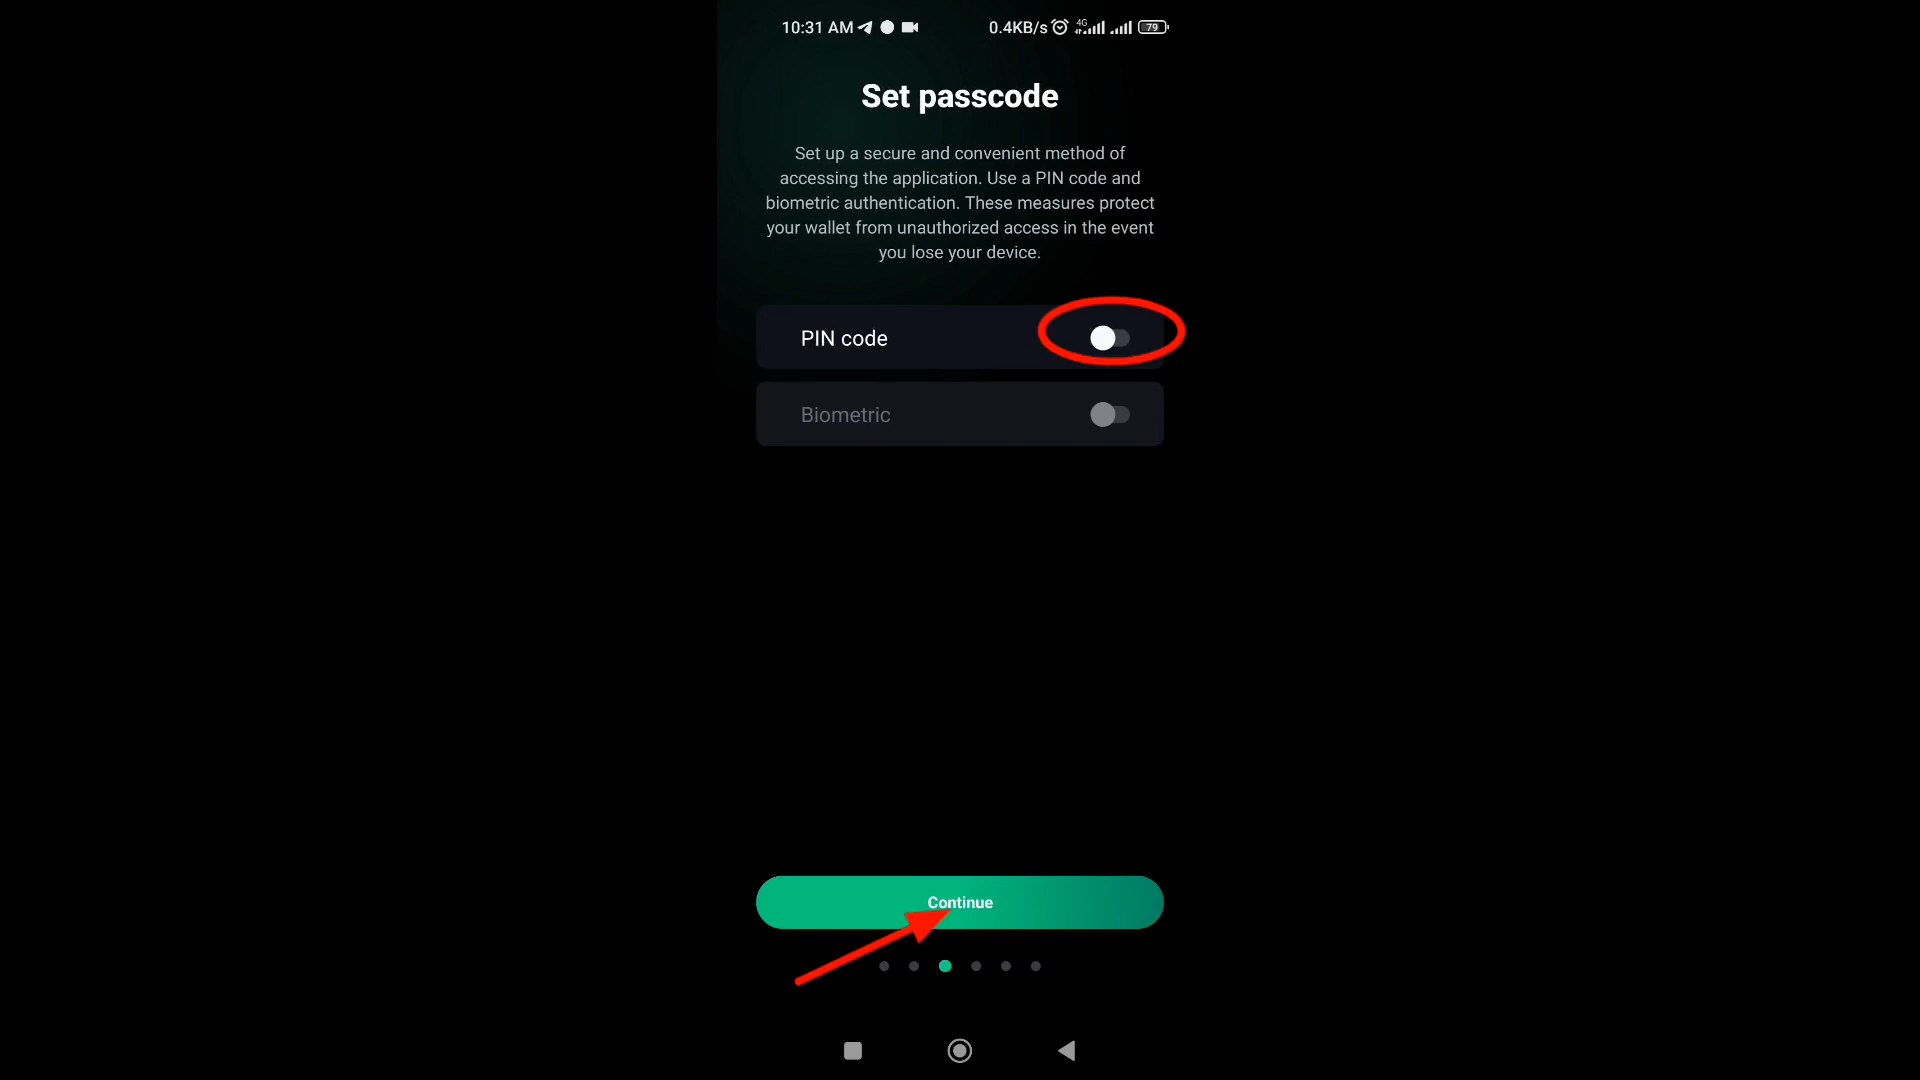 10:31 AM 0.4KB/s 4G 79
Set passcode
Set up a secure and convenient method of
accessing the application. Use a PIN code and
biometric authentication. These measures protect
your wallet from unauthorized access in the event
you lose your device.
PIN code
Biometric
Continue